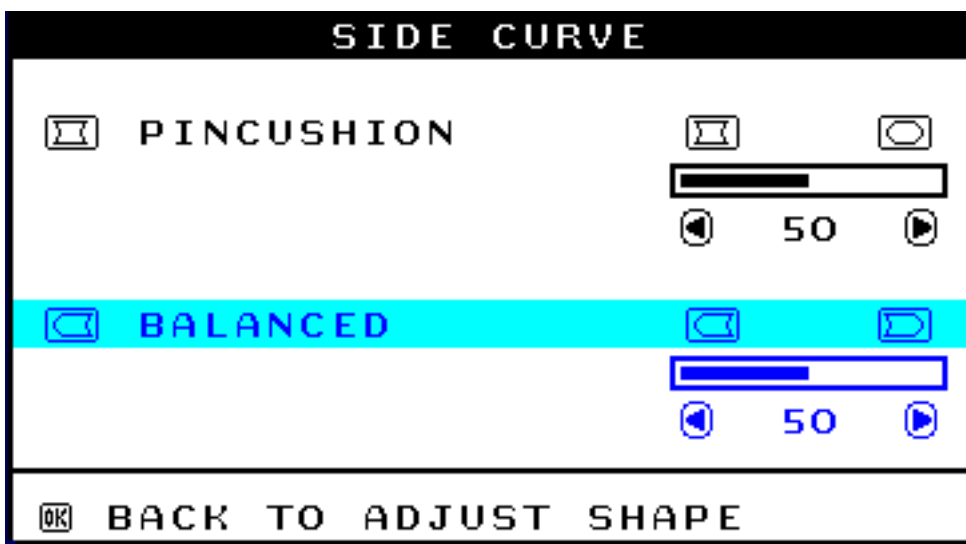 SIDE CURVE
PINCUSHION
50
BALANCED
50
OK BACK TO ADJUST SHAPE